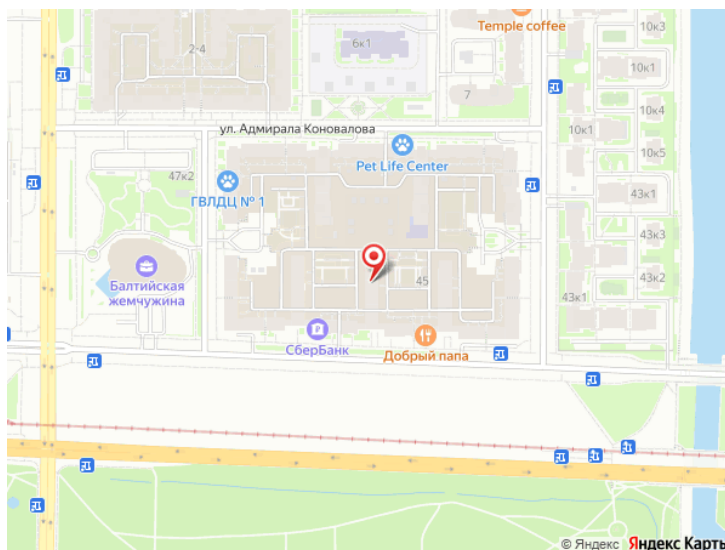 Temple coffee
10к3
2-4
6к1
10к1
7
10к4
ул. Адмирала Коновалова
10к1
Pet Life Center
10к5
47к2
ГВЛДЦ № 1
43к1
43к3
Балтийская
жемчужина
45
43к2
43к1
СберБанк
Добрый папа
© Яндекс Яндекс Карты